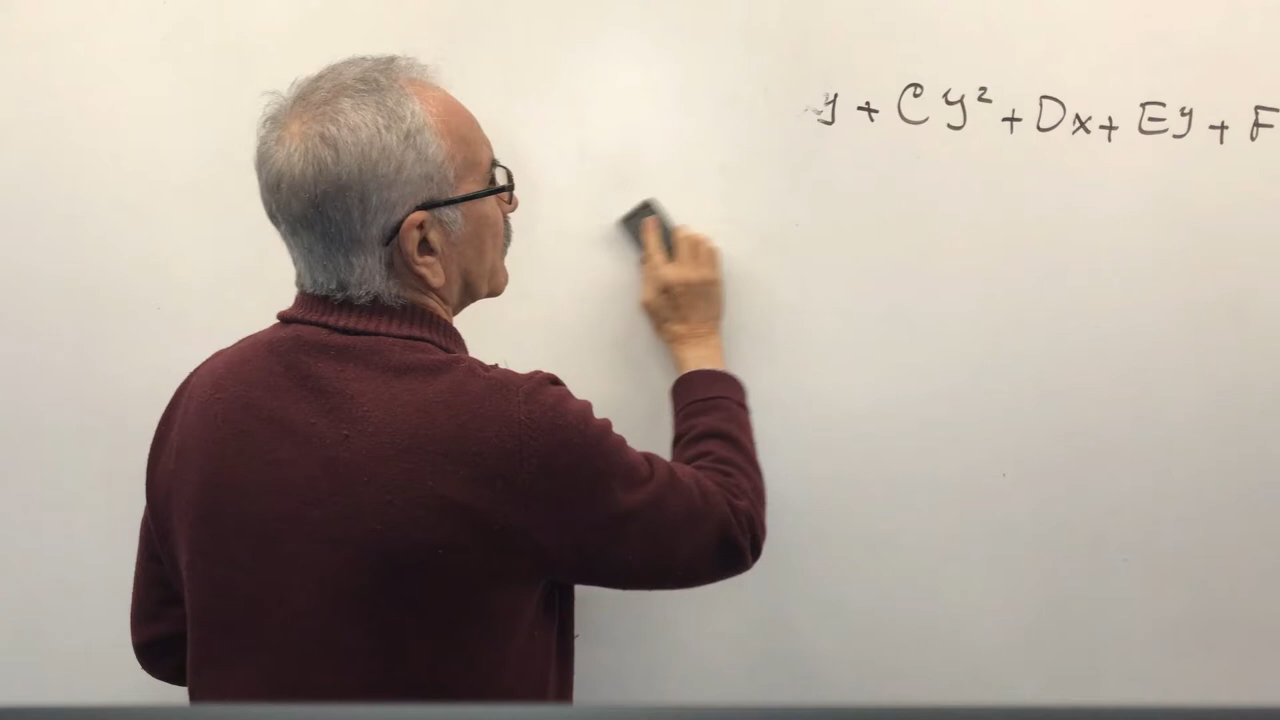 y + Cy² + Dx + Ey + F